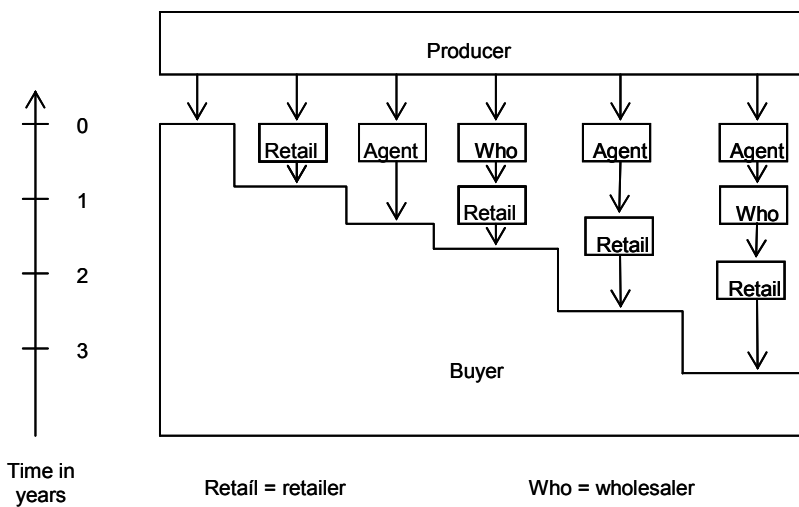 Producer
0
Retail
Agent
Who
Agent
Agent
1
Retail
Who
Retail
2
Retail
3
Buyer
Time in
years
Retaíl = retailer
Who = wholesaler